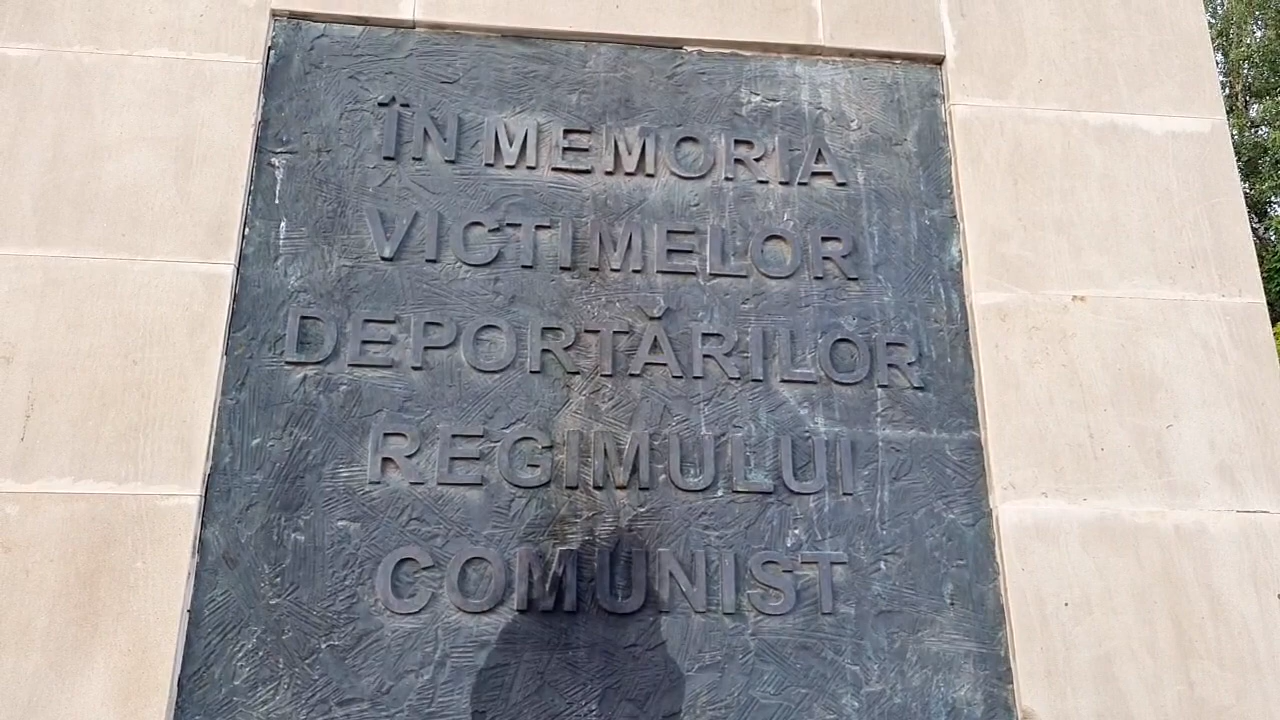 ÎN MEMORIA
VICTIMELOR
DEPORTĂRILOR
REGIMULUI
COMUNIST